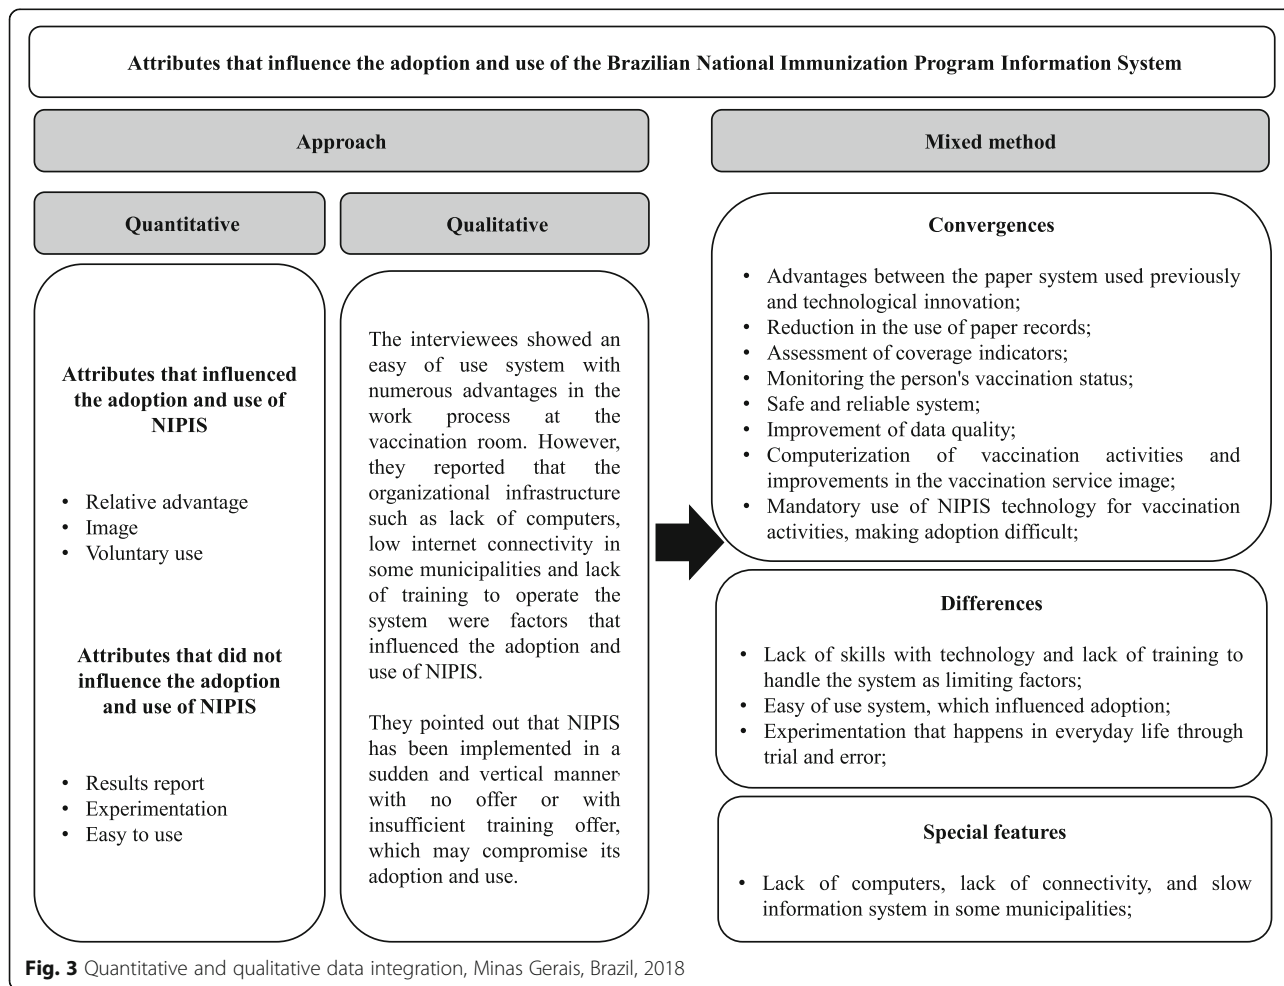 Attributes that influence the adoption and use of the Brazilian National Immunization Program Information System
Approach
Quantitative
Attributes that influenced
the adoption and use of
NIPIS
• Relative advantage
• Image
• Voluntary use
Attributes that did not
influence the adoption
and use of NIPIS
• Results report
• Experimentation
• Easy to use
Qualitative
The interviewees showed an
easy of use system with
numerous advantages in the
work process at the
vaccination room. However,
they reported that the
organizational infrastructure
such as lack of computers,
low internet connectivity in
some municipalities and lack
of training to operate the
system were factors that
influenced the adoption and
use of NIPIS.
They pointed out that NIPIS
has been implemented in a
sudden and vertical manner
with no offer or with
insufficient training offer,
which may compromise its
adoption and use.
Mixed method
Convergences
• Advantages between the paper system used previously
and technological innovation;
• Reduction in the use of paper records;
• Assessment of coverage indicators;
• Monitoring the person's vaccination status;
• Safe and reliable system;
• Improvement of data quality;
• Computerization of vaccination activities and
improvements in the vaccination service image;
• Mandatory use of NIPIS technology for vaccination
activities, making adoption difficult;
Differences
• Lack of skills with technology and lack of training to
handle the system as limiting factors;
• Easy of use system, which influenced adoption;
• Experimentation that happens in everyday life through
trial and error;
Special features
• Lack of computers, lack of connectivity, and slow
information system in some municipalities;
Fig. 3 Quantitative and qualitative data integration, Minas Gerais, Brazil, 2018